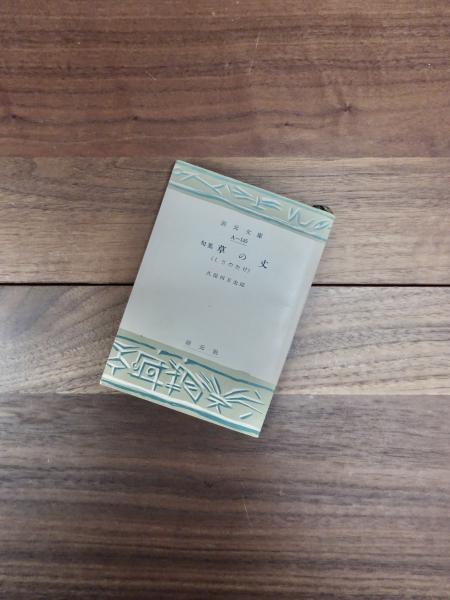 創元文庫
A—145
句集 草の丈
(くさのたけ)
久保田万太郎
創元社